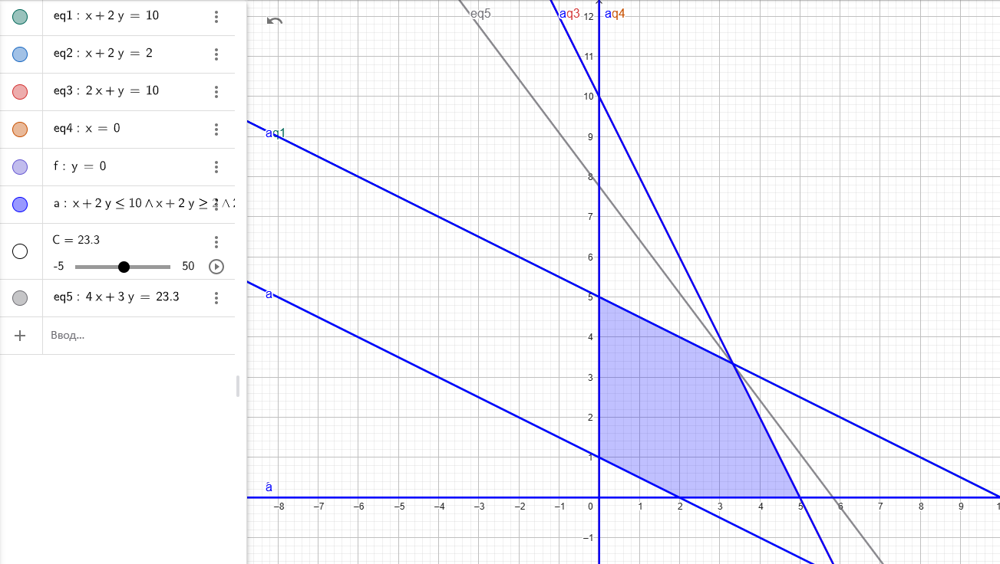 eq1 : x + 2 y = 10
eq2 : x + 2 y = 2
eq3 : 2 x + y = 10
eq4 : x = 0
f : y = 0
a : x + 2 y ≤ 10 ∧ x + 2 y ≥ 2 ∧
C = 23.3
-5 50
eq5 : 4 x + 3 y = 23.3
Ввод...
eq5 aq3 aq4
aq1
a
a
12
11
10
9
8
7
6
5
4
3
2
1
–8 –7 –6 –5 –4 –3 –2 –1 0 1 2 3 4 5 6 7 8 9 1
–1